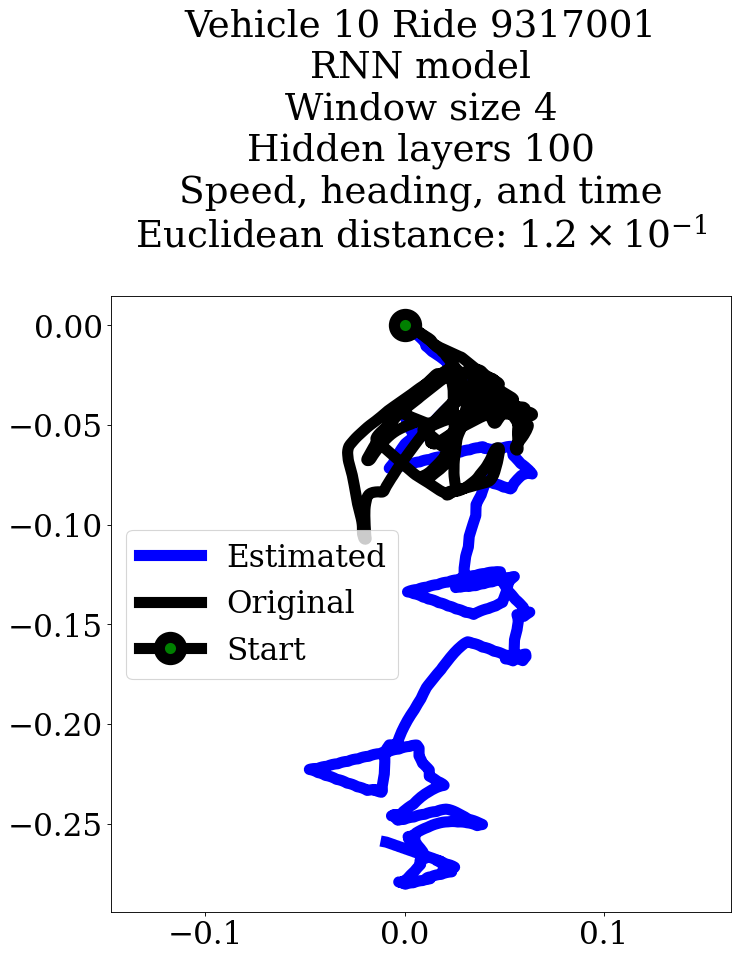 Vehicle 10 Ride 9317001
RNN model
Window size 4
Hidden layers 100
Speed, heading, and time
Euclidean distance: 1.2 × 10⁻¹
0.00
−0.05
−0.10
−0.15
−0.20
−0.25
Estimated
Original
Start
−0.1
0.0
0.1